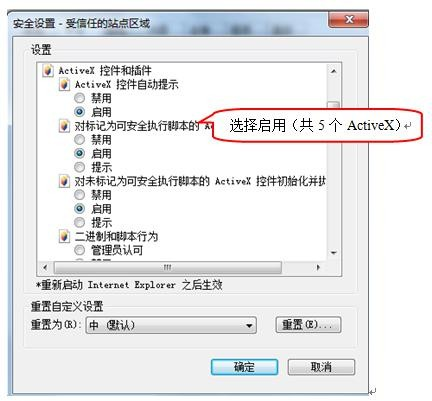 安全设置 - 受信任的站点区域
设置
ActiveX 控件和插件
ActiveX 控件自动提示
禁用
启用
对标记为可安全执行脚本的 Ac
选择启用（共 5 个 ActiveX）
禁用
启用
提示
对未标记为可安全执行脚本的 ActiveX 控件初始化并执
禁用
启用
提示
二进制和脚本行为
管理员认可
*重新启动 Internet Explorer 之后生效
重置自定义设置
重置为(R):
中 (默认)
重置(E)...
确定
取消